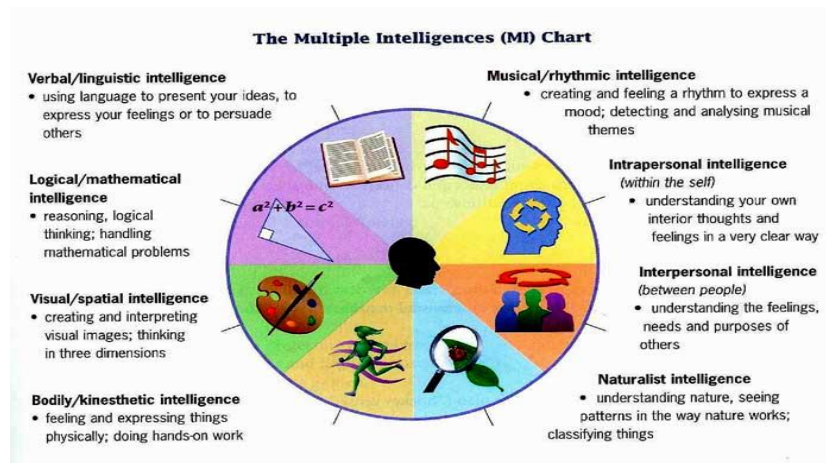 The Multiple Intelligences (MI) Chart
Verbal/linguistic intelligence
• using language to present your ideas, to
express your feelings or to persuade
others
Logical/mathematical
intelligence
• reasoning, logical
thinking; handling
mathematical problems
Visual/spatial intelligence
• creating and interpreting
visual images; thinking
in three dimensions
Bodily/kinesthetic intelligence
• feeling and expressing things
physically; doing hands-on work
a² + b² = c²
Musical/rhythmic intelligence
• creating and feeling a rhythm to express a
mood; detecting and analysing musical
themes
Intrapersonal intelligence
(within the self)
• understanding your own
interior thoughts and
feelings in a very clear way
Interpersonal intelligence
(between people)
• understanding the feelings,
needs and purposes of
others
Naturalist intelligence
• understanding nature, seeing
patterns in the way nature works;
classifying things